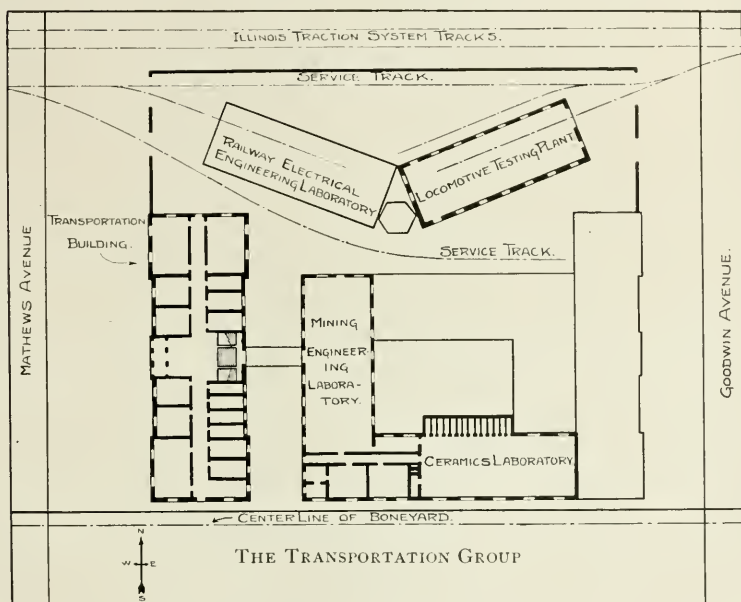 ILLINOIS TRACTION SYSTEM TRACKS.
SERVICE TRACK.
RAILWAY ELECTRICAL
ENGINEERING LABORATORY
LOCOMOTIVE TESTING PLANT
TRANSPORTATION
BUILDING.
SERVICE TRACK.
MATHEWS AVENUE
GOODWIN AVENUE.
MINING
ENGINEER-
ING
LABORA-
TORY.
CERAMICS LABORATORY
CENTER LINE OF BONEYARD.
N
W E
S
THE TRANSPORTATION GROUP